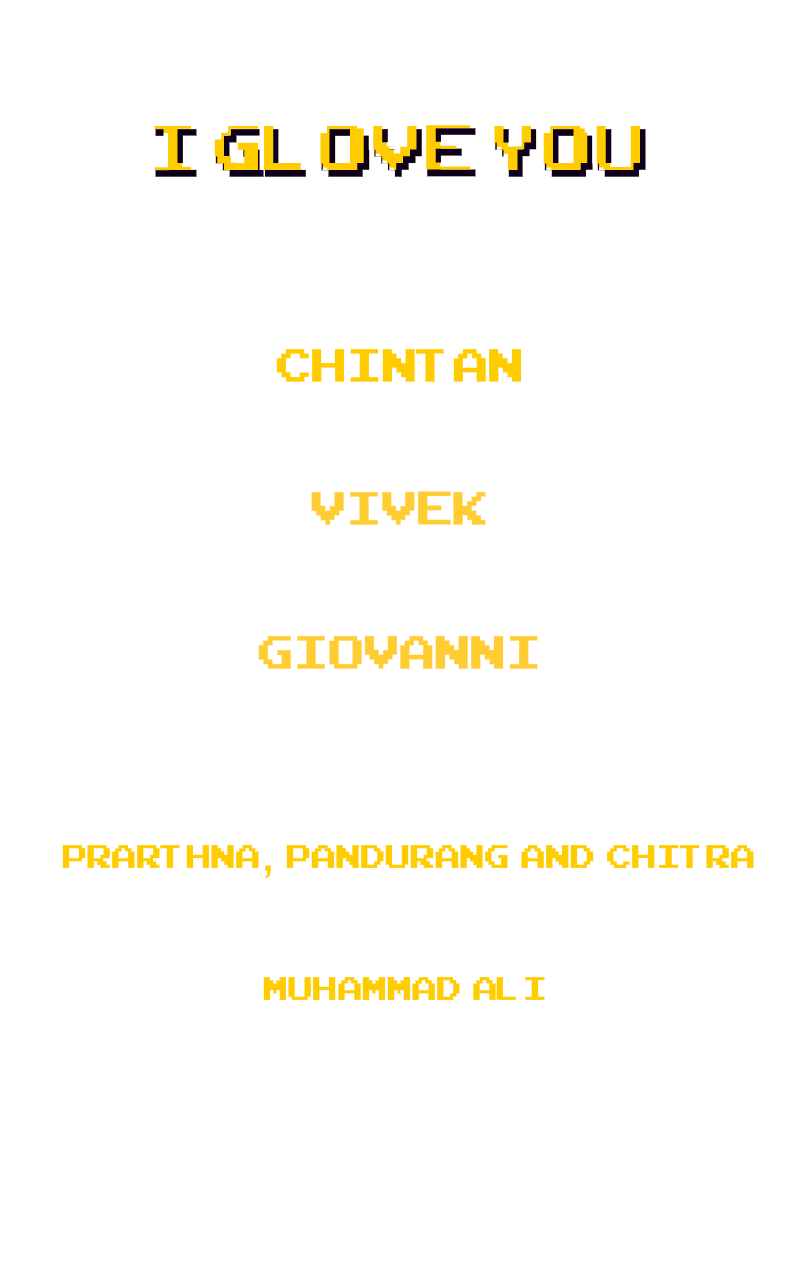 I GLOVE YOU
CHINTAN
VIVEK
GIOVANNI
PRARTHNA, PANDURANG AND CHITRA
MUHAMMAD ALI